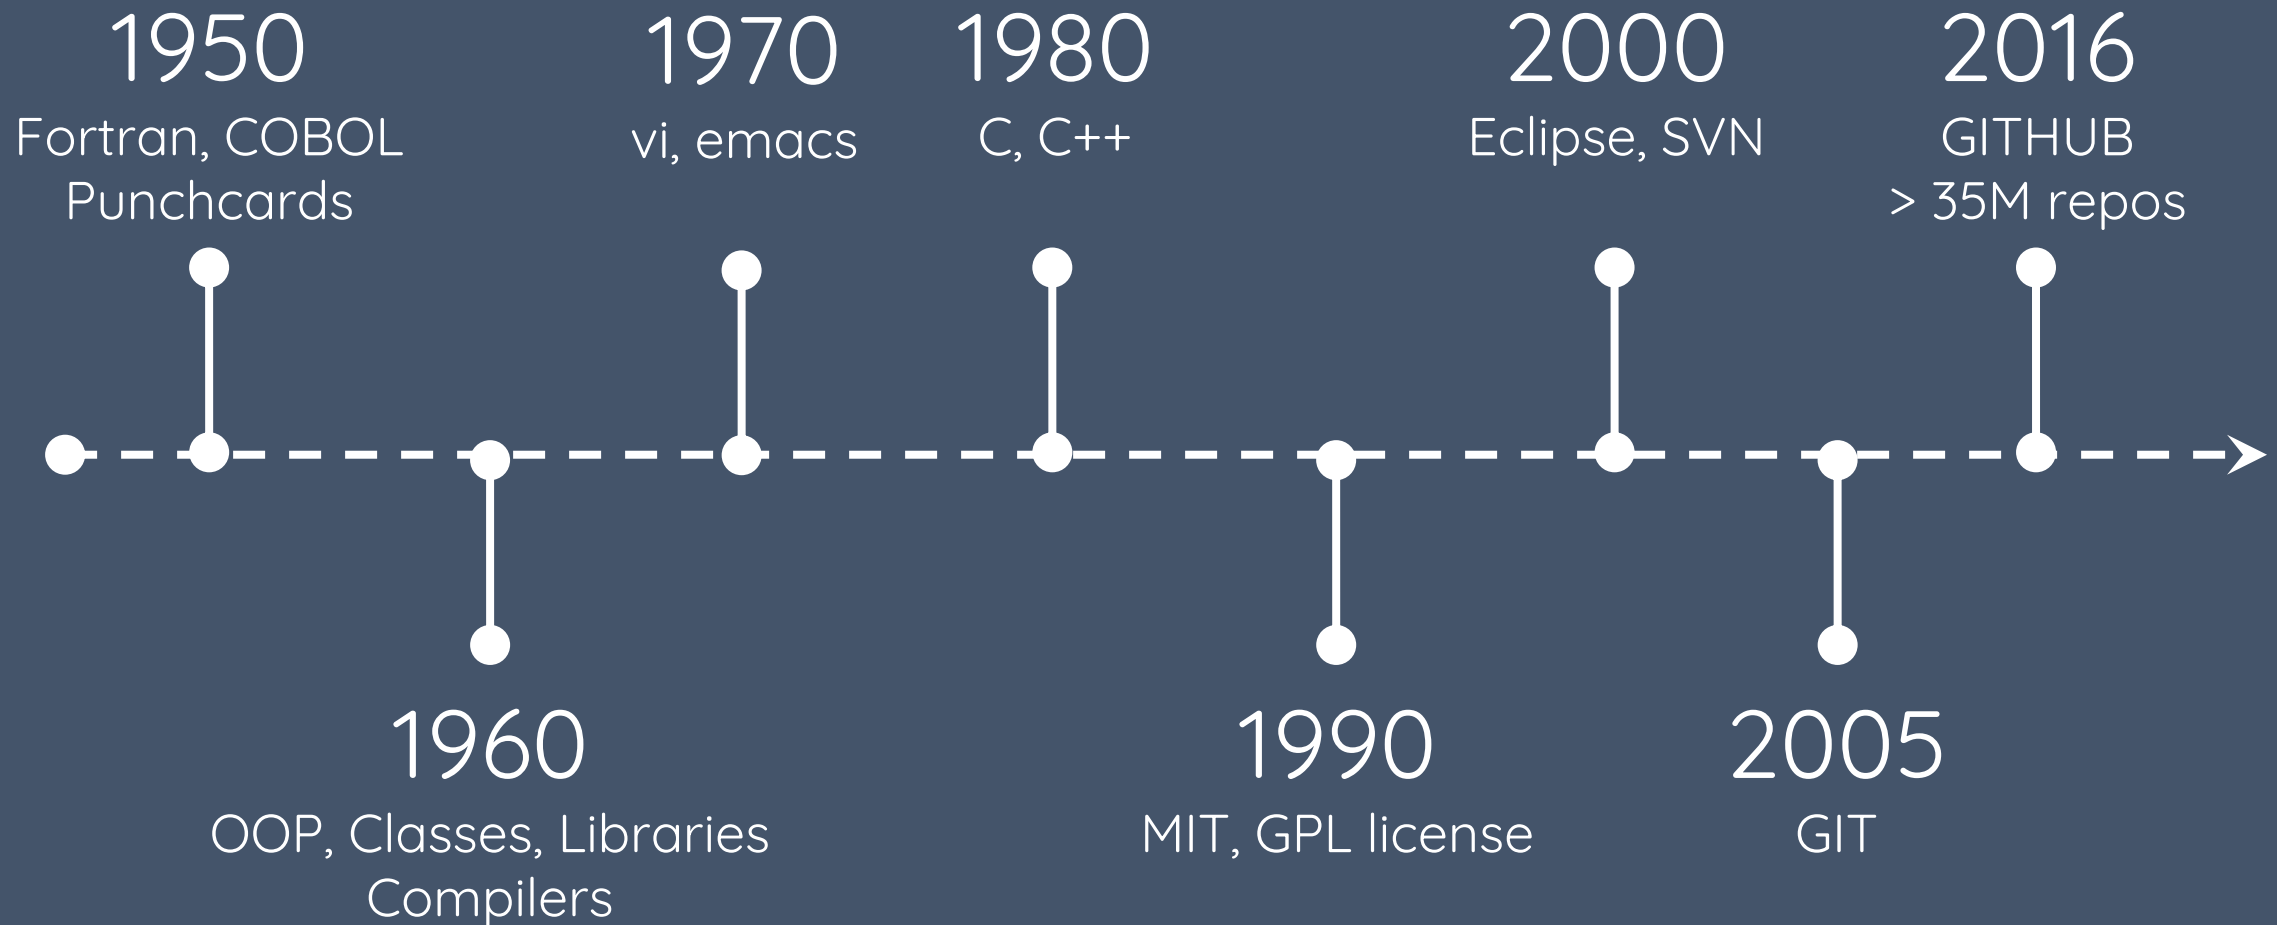 1950
Fortran, COBOL
Punchcards
1970
vi, emacs
1980
C, C++
2000
Eclipse, SVN
2016
GITHUB
> 35M repos
1960
OOP, Classes, Libraries
Compilers
1990
MIT, GPL license
2005
GIT